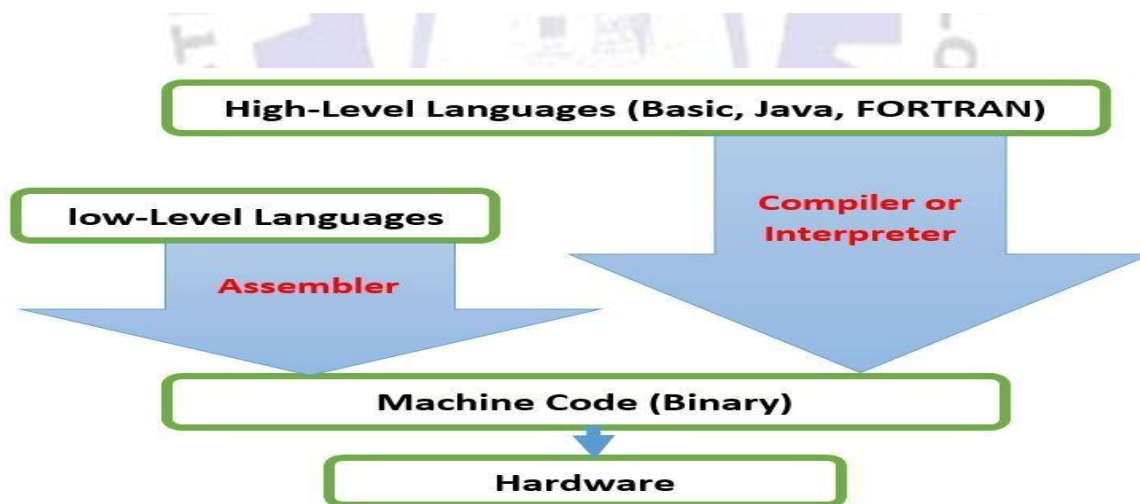 High-Level Languages (Basic, Java, FORTRAN)
low-Level Languages
Compiler or
Interpreter
Assembler
Machine Code (Binary)
Hardware